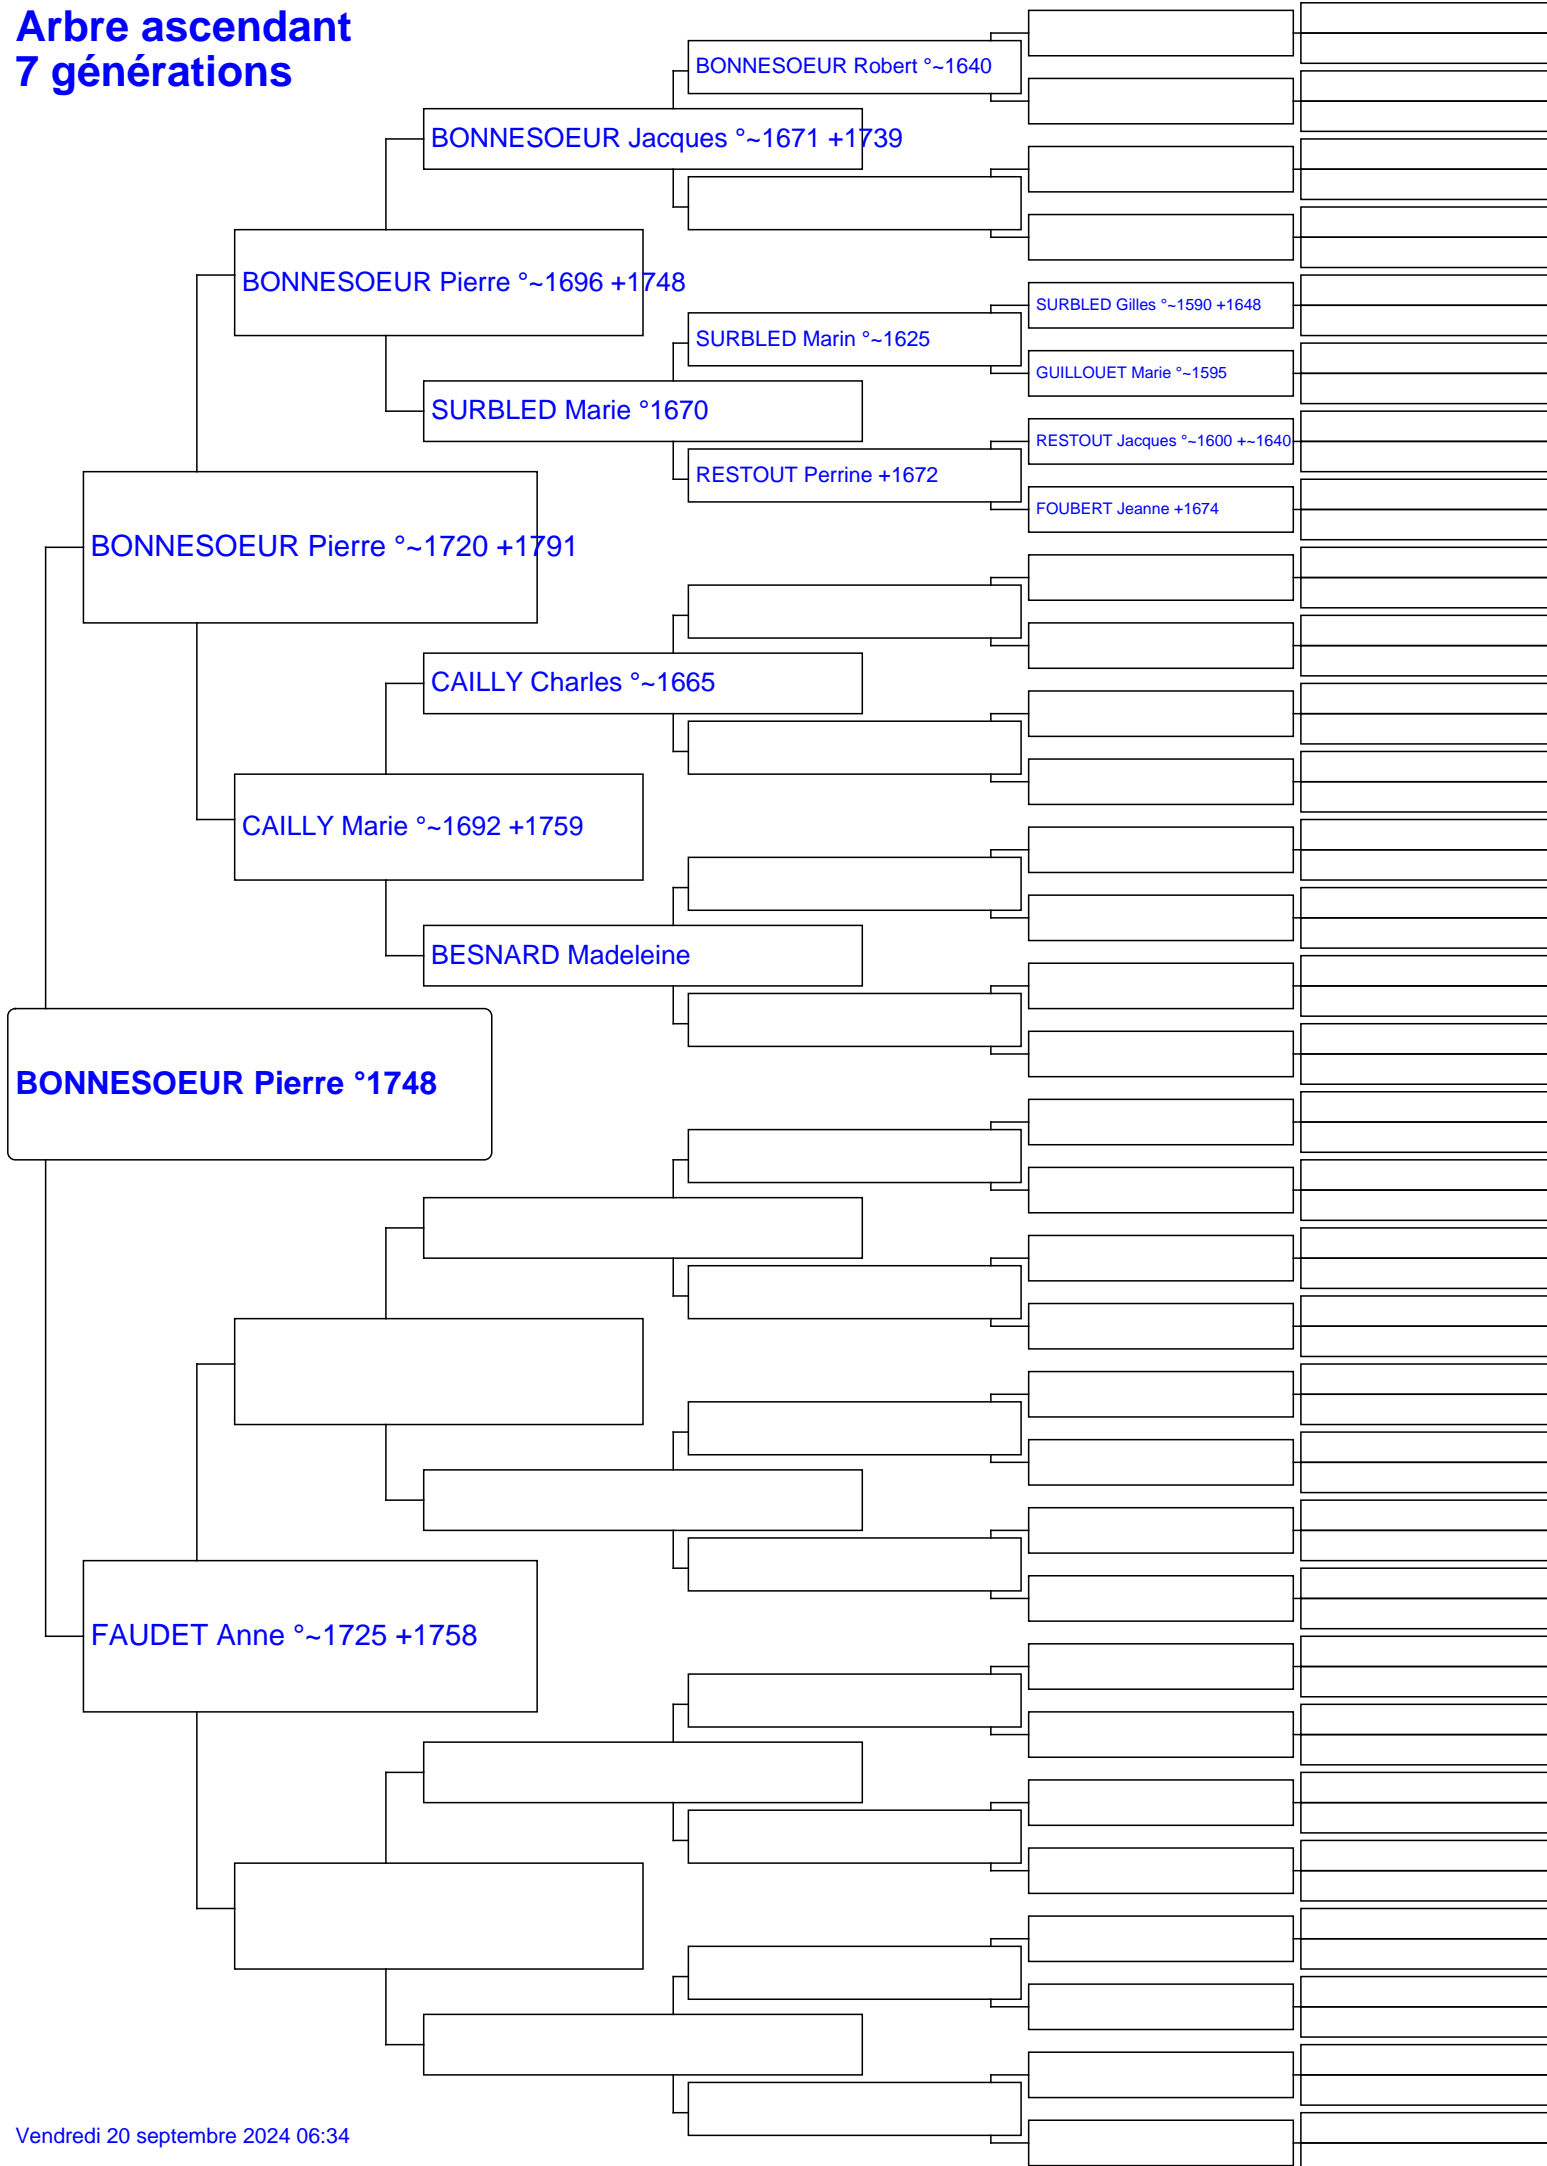 Arbre ascendant
7 générations
BONNESOEUR Robert °~1640
BONNESOEUR Jacques °~1671 +1739
BONNESOEUR Pierre °~1696 +1748
SURBLED Gilles °~1590 +1648
SURBLED Marin °~1625
GUILLOUET Marie °~1595
SURBLED Marie °1670
RESTOUT Jacques °~1600 +~1640
RESTOUT Perrine +1672
FOUBERT Jeanne +1674
BONNESOEUR Pierre °~1720 +1791
CAILLY Charles °~1665
CAILLY Marie °~1692 +1759
BESNARD Madeleine
BONNESOEUR Pierre °1748
FAUDET Anne °~1725 +1758
Vendredi 20 septembre 2024 06:34